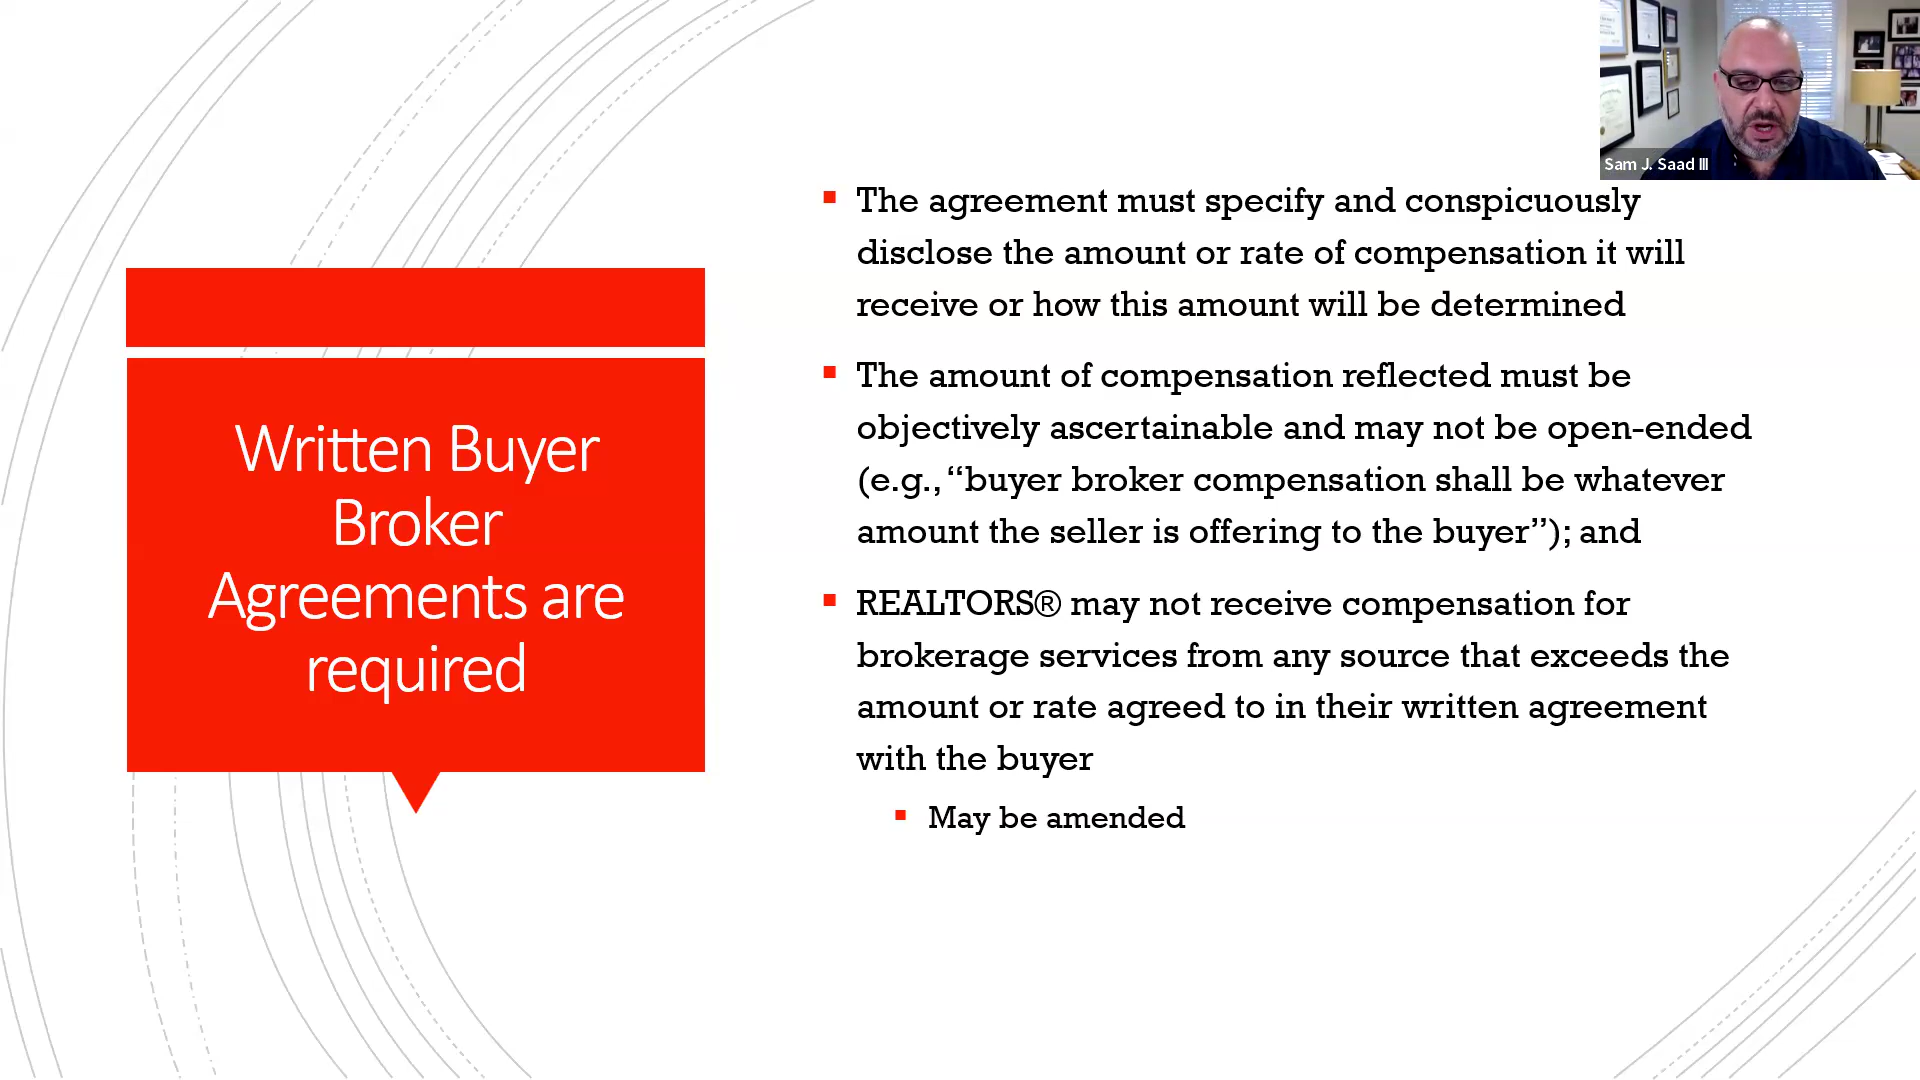 Sam J. Saad III
Written Buyer
Broker
Agreements are
required
The agreement must specify and conspicuously
disclose the amount or rate of compensation it will
receive or how this amount will be determined
The amount of compensation reflected must be
objectively ascertainable and may not be open-ended
(e.g., “buyer broker compensation shall be whatever
amount the seller is offering to the buyer”); and
REALTORS® may not receive compensation for
brokerage services from any source that exceeds the
amount or rate agreed to in their written agreement
with the buyer
May be amended